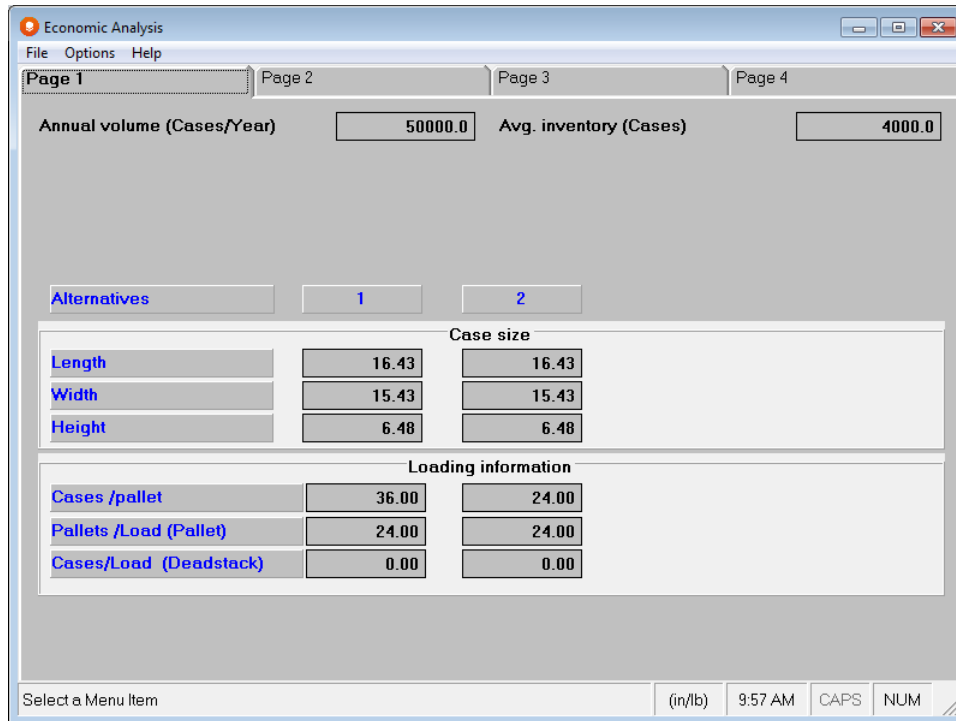 Economic Analysis
File Options Help
Page 1 Page 2 Page 3 Page 4
Annual volume (Cases/Year) 50000.0 Avg. inventory (Cases) 4000.0
Alternatives 1 2
Case size
Length 16.43 16.43
Width 15.43 15.43
Height 6.48 6.48
Loading information
Cases /pallet 36.00 24.00
Pallets /Load (Pallet) 24.00 24.00
Cases/Load (Deadstack) 0.00 0.00
Select a Menu Item (in/lb) 9:57 AM CAPS NUM